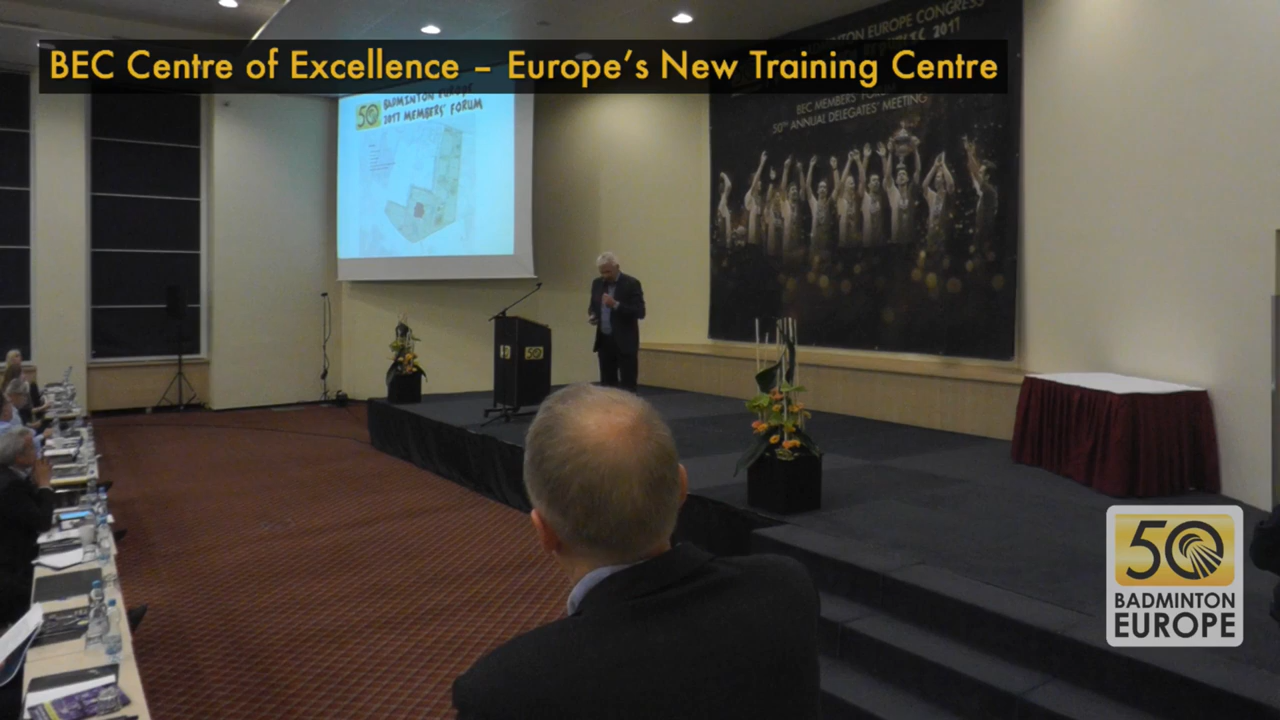 BEC Centre of Excellence – Europe's New Training Centre
BADMINTON EUROPE CONGRESS
2017
BEC MEMBERS' FORUM
50TH ANNUAL DELEGATES' MEETING
50 BADMINTON EUROPE
2017 MEMBERS' FORUM
50
50
BADMINTON
EUROPE